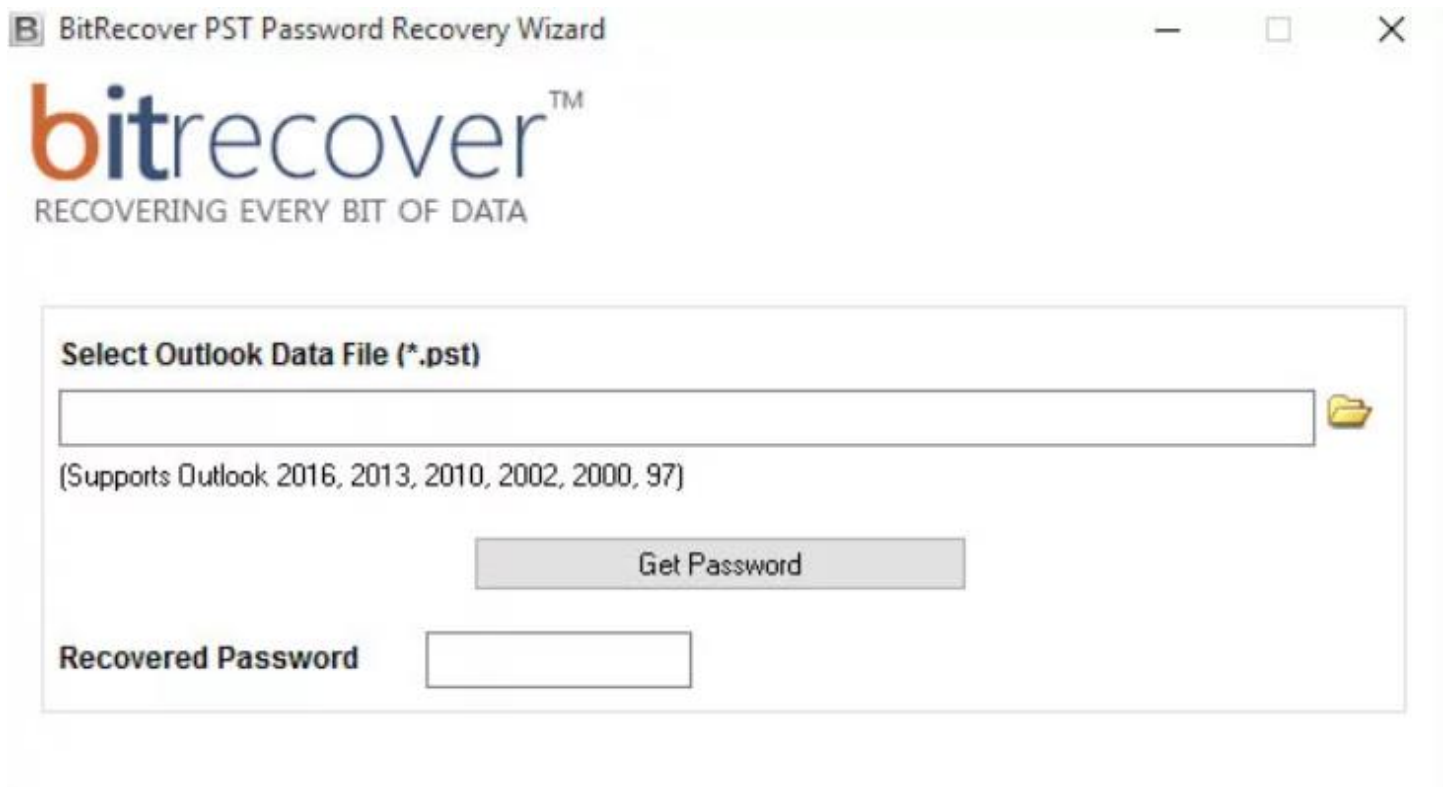 B BitRecover PST Password Recovery Wizard
bitrecover™
RECOVERING EVERY BIT OF DATA
Select Outlook Data File (*.pst)
(Supports Outlook 2016, 2013, 2010, 2002, 2000, 97)
Get Password
Recovered Password